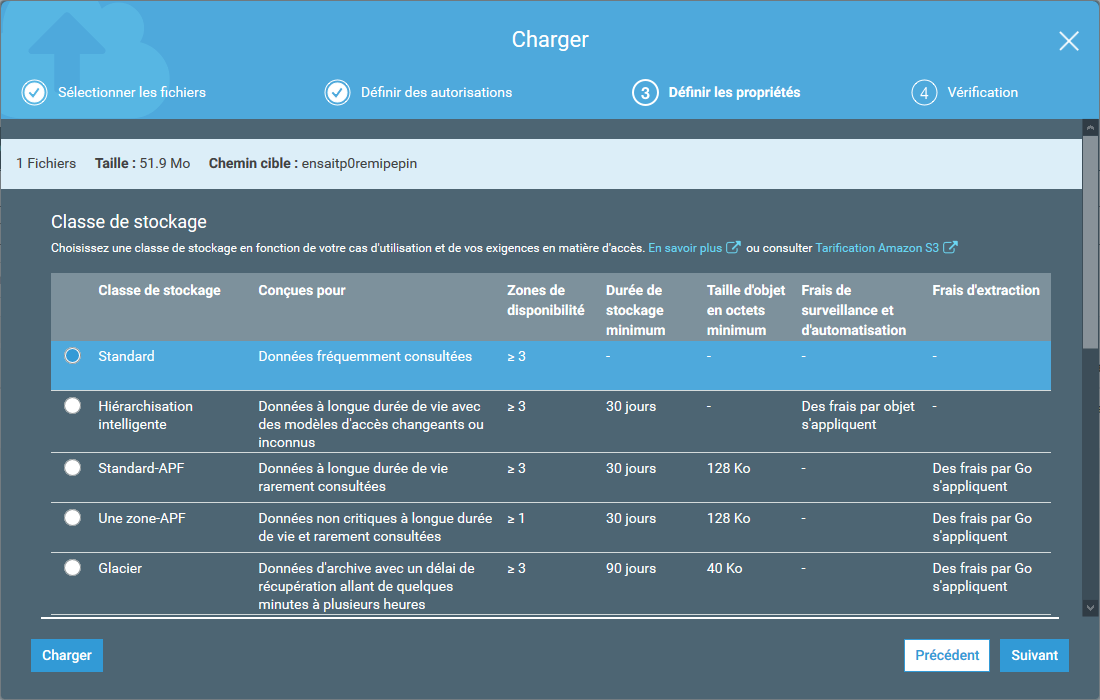 Charger
Sélectionner les fichiers
Définir des autorisations
3 Définir les propriétés
4 Vérification
1 Fichiers Taille : 51.9 Mo Chemin cible : ensaitp0remipepin
Classe de stockage
Choisissez une classe de stockage en fonction de votre cas d'utilisation et de vos exigences en matière d'accès. En savoir plus ou consulter Tarification Amazon S3
Classe de stockage
Conçues pour
Zones de
disponibilité
Durée de
stockage
minimum
Taille d'objet
en octets
minimum
Frais de
surveillance et
d'automatisation
Frais d'extraction
Standard
Données fréquemment consultées
≥ 3
-
-
-
-
Hiérarchisation
intelligente
Données à longue durée de vie avec
des modèles d'accès changeants ou
inconnus
≥ 3
30 jours
-
Des frais par objet
s'appliquent
-
Standard-APF
Données à longue durée de vie
rarement consultées
≥ 3
30 jours
128 Ko
-
Des frais par Go
s'appliquent
Une zone-APF
Données non critiques à longue durée
de vie et rarement consultées
≥ 1
30 jours
128 Ko
-
Des frais par Go
s'appliquent
Glacier
Données d'archive avec un délai de
récupération allant de quelques
minutes à plusieurs heures
≥ 3
90 jours
40 Ko
-
Des frais par Go
s'appliquent
Charger
Précédent
Suivant